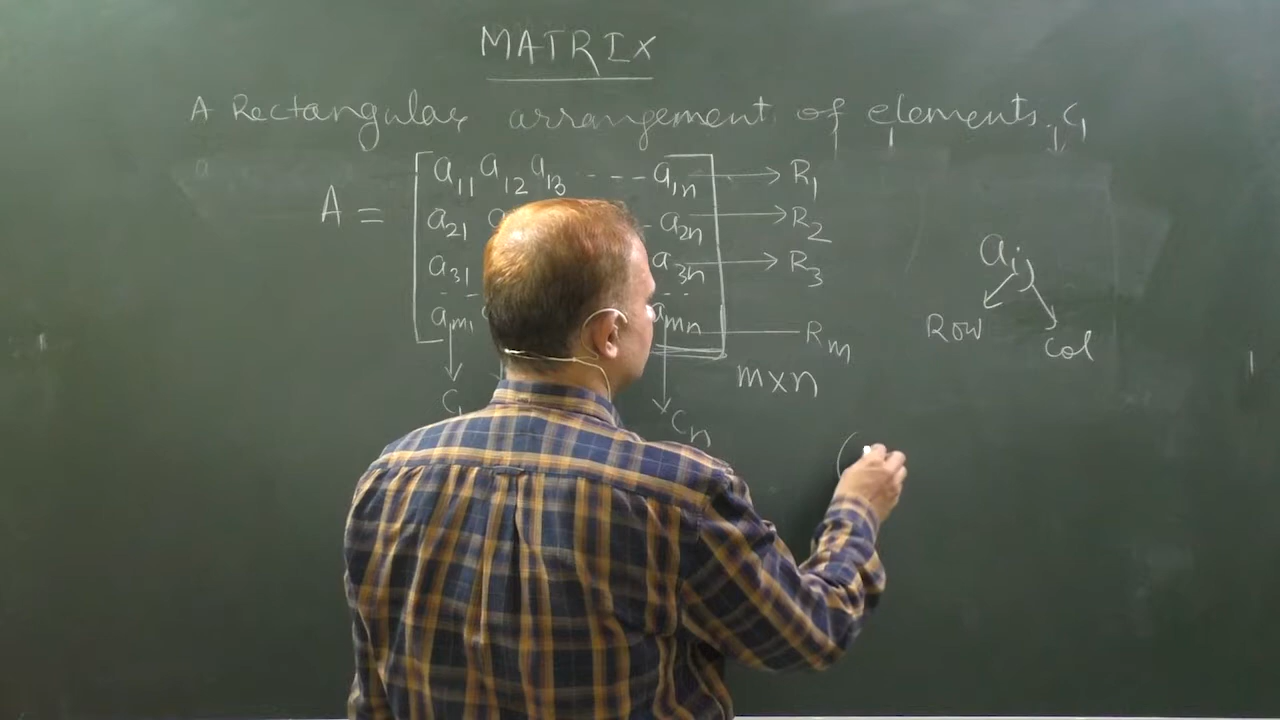 MATRIX
A Rectangular arrangement of elements. C1
A = a11 a12 a13 - - - - a1n → R1
a21 a2n → R2
a31 a3n → R3
am1 amn Rm
m×n
C1 Cn
aij
Row Col